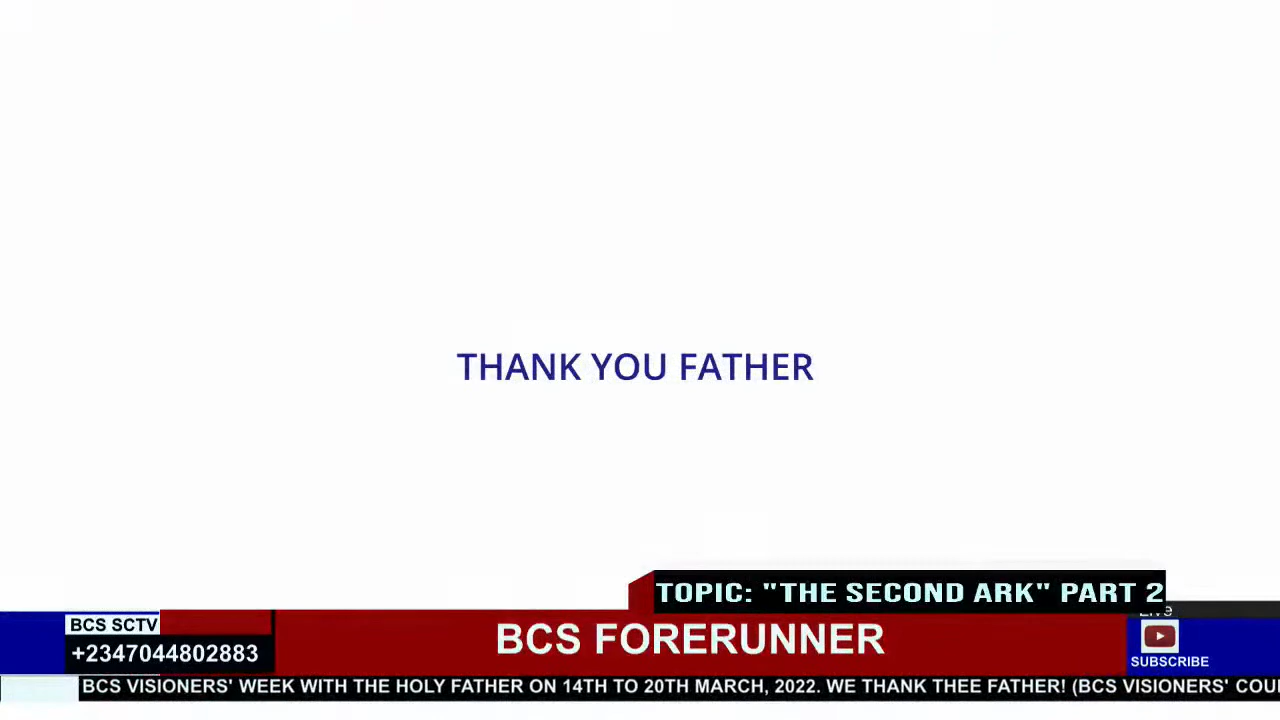 THANK YOU FATHER
TOPIC: "THE SECOND ARK" PART 2
Live
BCS SCTV
BCS FORERUNNER
+2347044802883
SUBSCRIBE
BCS VISIONERS' WEEK WITH THE HOLY FATHER ON 14TH TO 20TH MARCH, 2022. WE THANK THEE FATHER! (BCS VISIONERS'